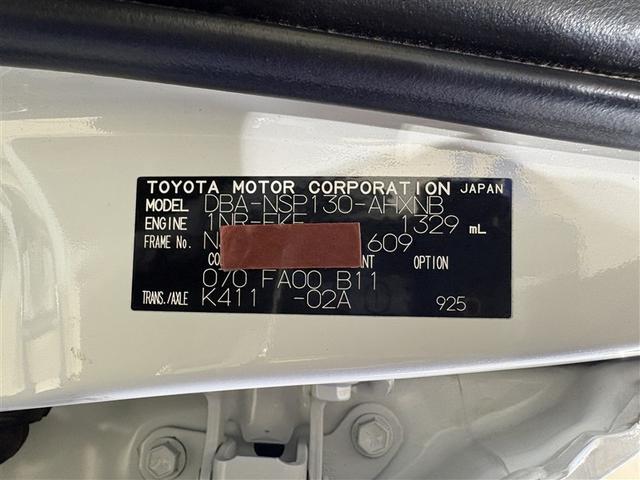 TOYOTA MOTOR CORPORATION JAPAN
MODEL DBA-NSP130-AHXNB
ENGINE 1NR-FKE 1329 mL
FRAME No. 609
OPTION
070 FA00 B11
TRANS./AXLE K411 -02A 925